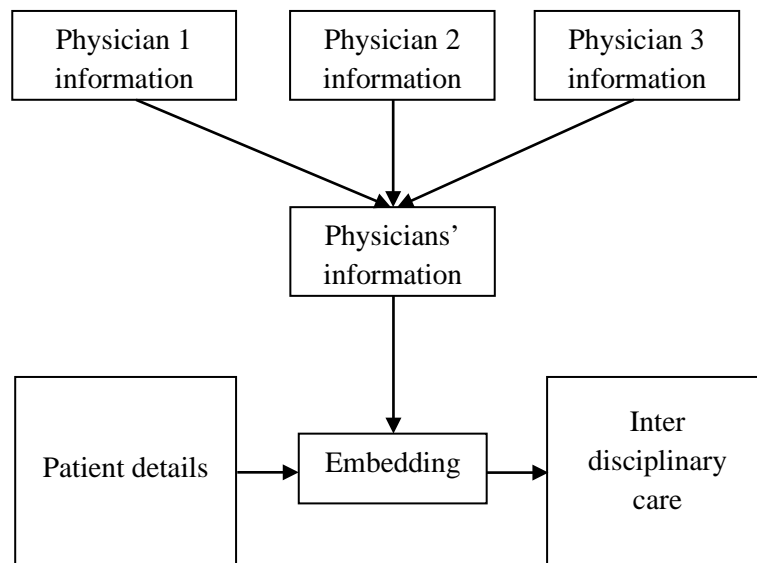 Physician 1
information
Physician 2
information
Physician 3
information
Physicians’
information
Patient details
Embedding
Inter
disciplinary
care